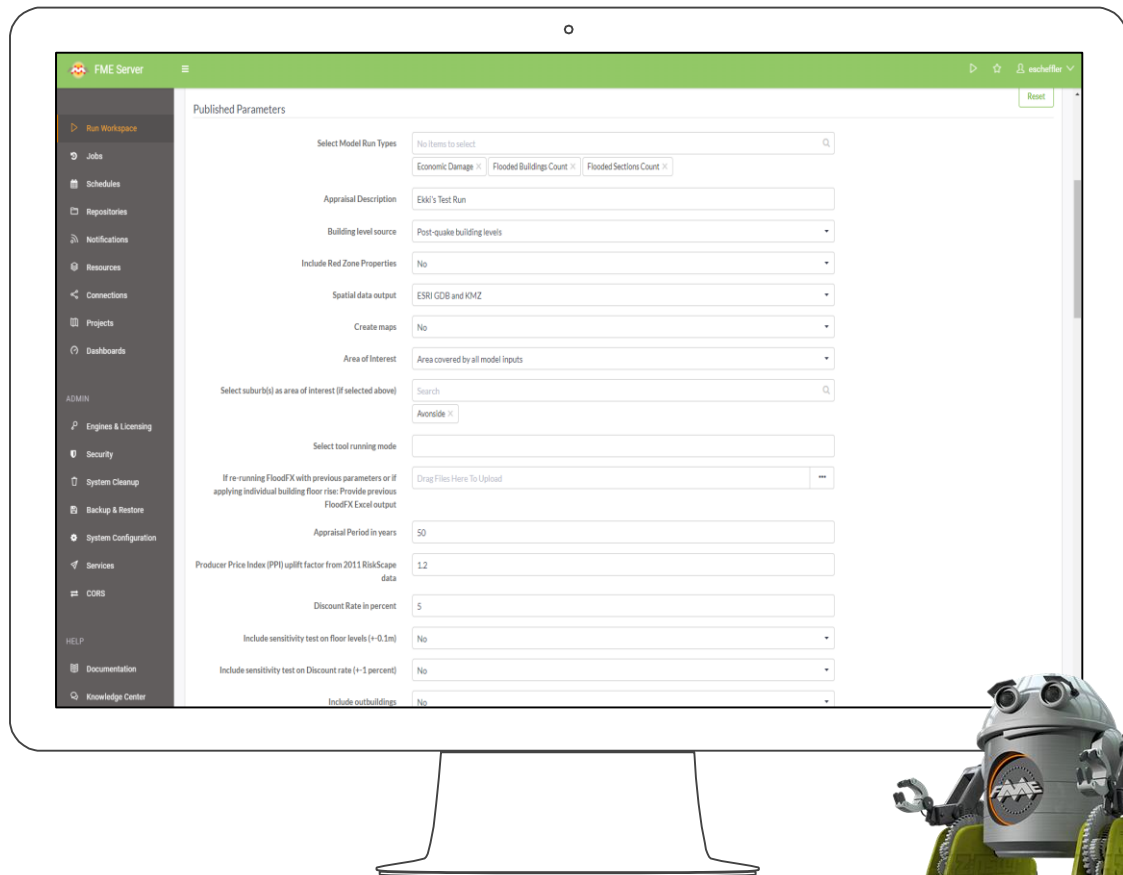 FME Server
escheffler
Reset
Published Parameters
Run Workspace
Jobs
Schedules
Repositories
Notifications
Resources
Connections
Projects
Dashboards
ADMIN
Engines & Licensing
Security
System Cleanup
Backup & Restore
System Configuration
Services
CORS
HELP
Documentation
Knowledge Center
Select Model Run Types
No items to select
Economic Damage × Flooded Buildings Count × Flooded Sections Count ×
Appraisal Description
Ekki's Test Run
Building level source
Post-quake building levels
Include Red Zone Properties
No
Spatial data output
ESRI GDB and KMZ
Create maps
No
Area of Interest
Area covered by all model inputs
Select suburb(s) as area of interest (if selected above)
Search
Avonside ×
Select tool running mode
If re-running FloodFX with previous parameters or if
applying individual building floor rise: Provide previous
FloodFX Excel output
Drag Files Here To Upload
Appraisal Period in years
50
Producer Price Index (PPI) uplift factor from 2011 RiskScape
data
1.2
Discount Rate in percent
5
Include sensitivity test on floor levels (+-0.1m)
No
Include sensitivity test on Discount rate (+-1 percent)
No
Include outbuildings
No
FME